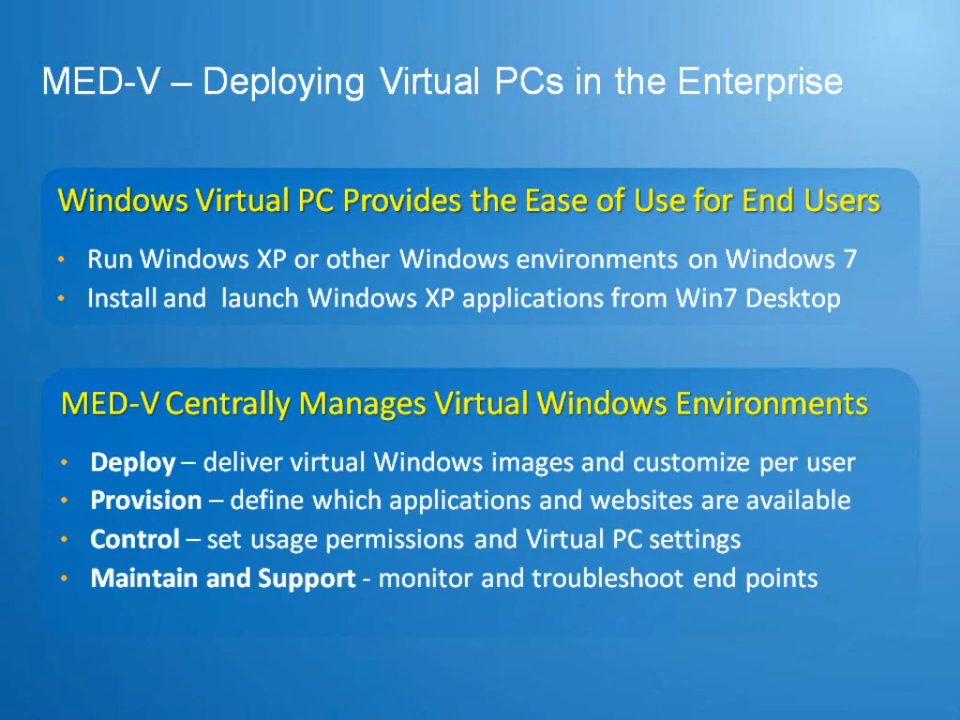 MED-V – Deploying Virtual PCs in the Enterprise
Windows Virtual PC Provides the Ease of Use for End Users
• Run Windows XP or other Windows environments on Windows 7
• Install and launch Windows XP applications from Win7 Desktop
MED-V Centrally Manages Virtual Windows Environments
• Deploy – deliver virtual Windows images and customize per user
• Provision – define which applications and websites are available
• Control – set usage permissions and Virtual PC settings
• Maintain and Support - monitor and troubleshoot end points